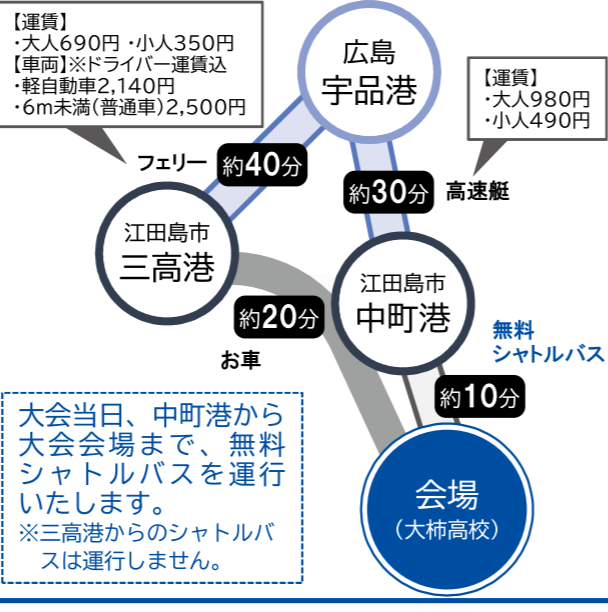 【運賃】
・大人690円 ・小人350円
【車両】※ドライバー運賃込
・軽自動車2,140円
・6m未満(普通車)2,500円
広島
宇品港
【運賃】
・大人980円
・小人490円
フェリー 約40分
約30分 高速艇
江田島市
三高港
江田島市
中町港
約20分
お車
無料
シャトルバス
約10分
大会当日、中町港から
大会会場まで、無料
シャトルバスを運行
いたします。
※三高港からのシャトルバ
スは運行しません。
会場
(大柿高校)